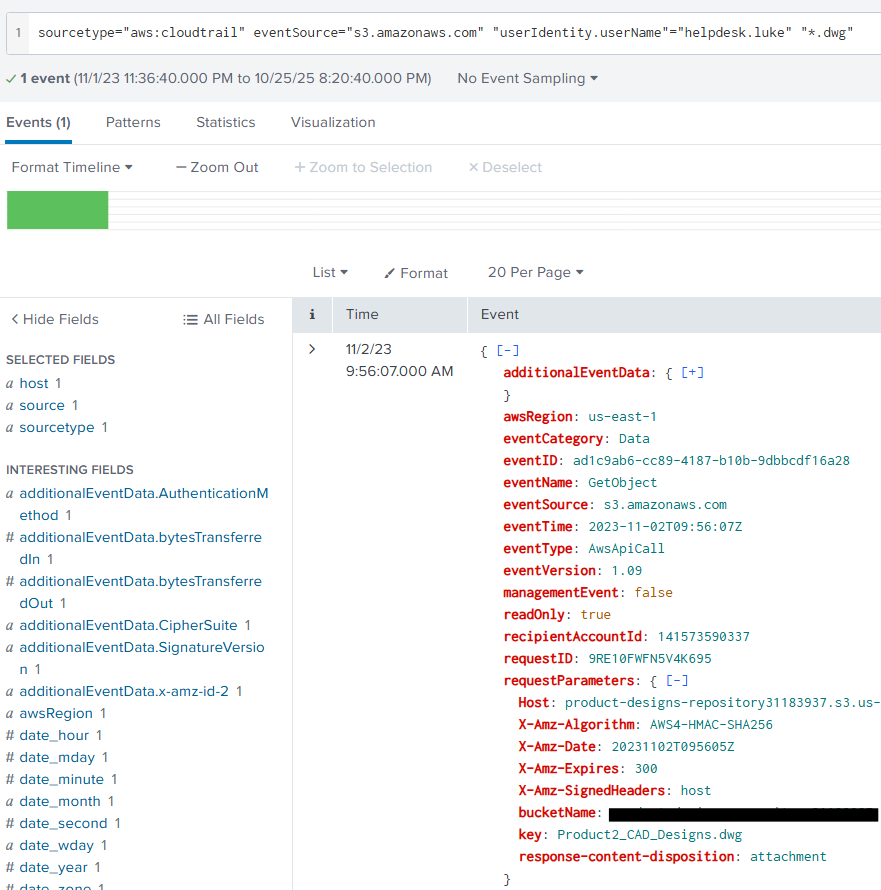 1 sourcetype="aws:cloudtrail" eventSource="s3.amazonaws.com" "userIdentity.userName"="helpdesk.luke" "*.dwg"
1 event (11/1/23 11:36:40.000 PM to 10/25/25 8:20:40.000 PM) No Event Sampling
Events (1) Patterns Statistics Visualization
Format Timeline — Zoom Out + Zoom to Selection × Deselect
List Format 20 Per Page
< Hide Fields All Fields i Time Event
SELECTED FIELDS
a host 1
a source 1
a sourcetype 1
INTERESTING FIELDS
a additionalEventData.AuthenticationM
ethod 1
# additionalEventData.bytesTransferre
dIn 1
# additionalEventData.bytesTransferre
dOut 1
a additionalEventData.CipherSuite 1
a additionalEventData.SignatureVersio
n 1
a additionalEventData.x-amz-id-2 1
a awsRegion 1
# date_hour 1
# date_mday 1
# date_minute 1
a date_month 1
# date_second 1
a date_wday 1
# date_year 1
# date_zone 1
> 11/2/23
9:56:07.000 AM
{ [-]
additionalEventData: { [+]
}
awsRegion: us-east-1
eventCategory: Data
eventID: ad1c9ab6-cc89-4187-b10b-9dbbcdf16a28
eventName: GetObject
eventSource: s3.amazonaws.com
eventTime: 2023-11-02T09:56:07Z
eventType: AwsApiCall
eventVersion: 1.09
managementEvent: false
readOnly: true
recipientAccountId: 141573590337
requestID: 9RE10FWFN5V4K695
requestParameters: { [-]
Host: product-designs-repository31183937.s3.us-
X-Amz-Algorithm: AWS4-HMAC-SHA256
X-Amz-Date: 20231102T095605Z
X-Amz-Expires: 300
X-Amz-SignedHeaders: host
bucketName:
key: Product2_CAD_Designs.dwg
response-content-disposition: attachment
}